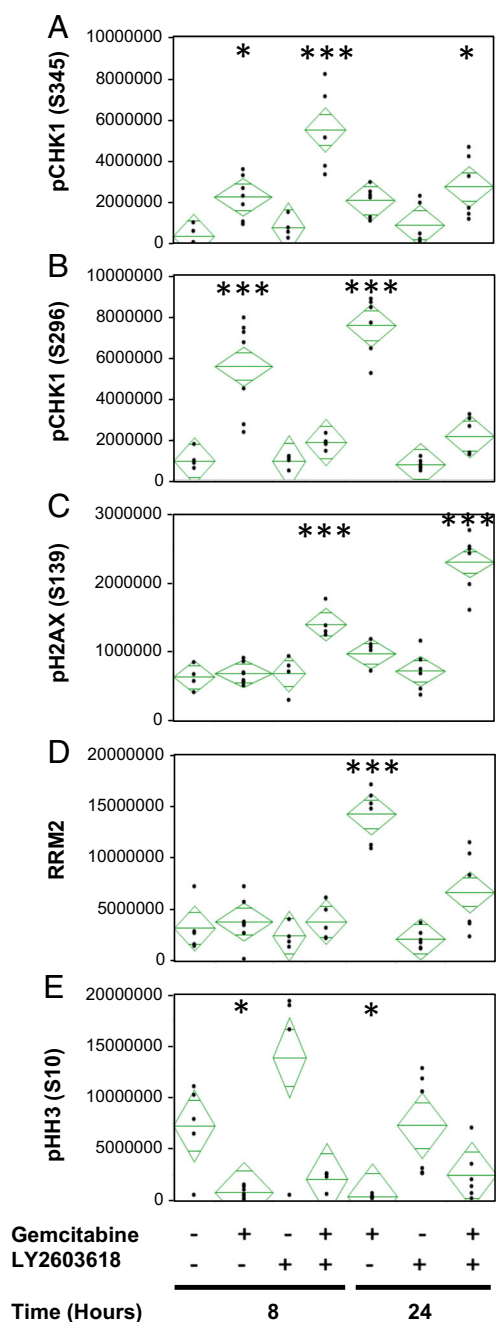 A
pCHK1 (S345)
10000000
8000000
6000000
4000000
2000000
0
* *** *
B
pCHK1 (S296)
10000000
8000000
6000000
4000000
2000000
0
*** ***
C
pH2AX (S139)
3000000
2000000
1000000
0
*** ***
D
RRM2
20000000
15000000
10000000
5000000
0
***
E
pHH3 (S10)
20000000
15000000
10000000
5000000
0
* *
Gemcitabine - + - + + - +
LY2603618 - - + + - + +
Time (Hours) 8 24